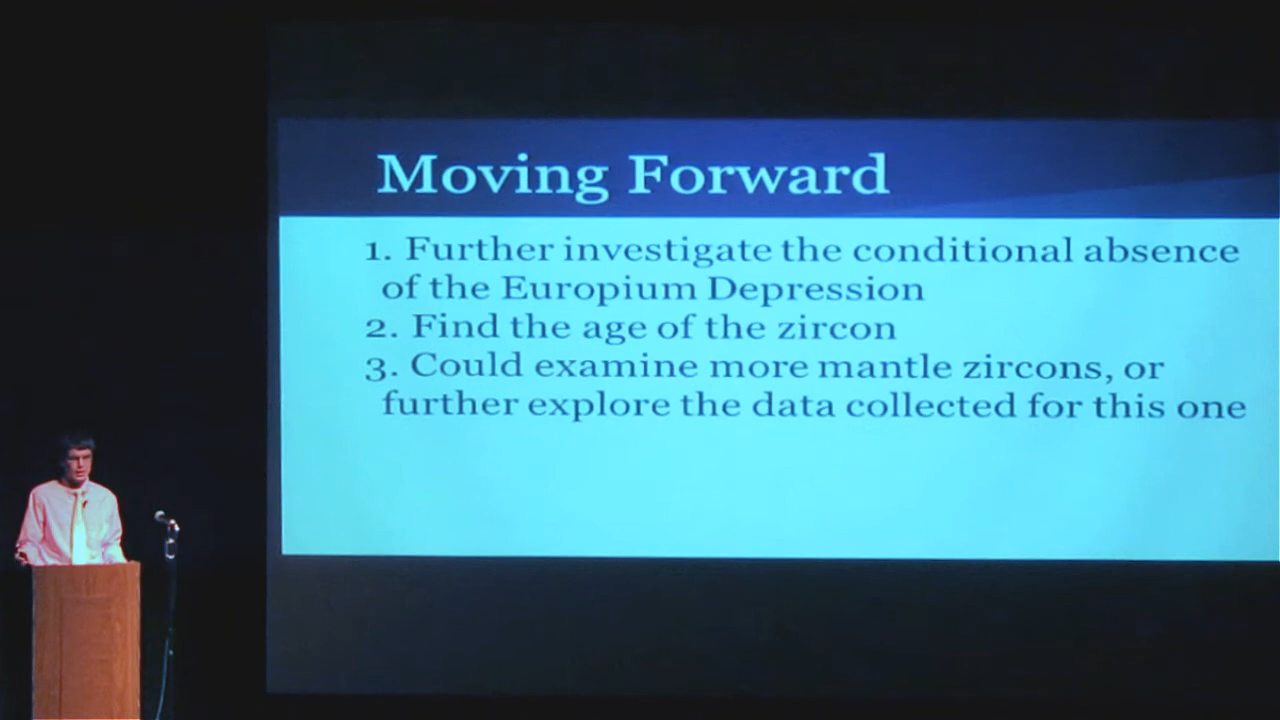 Moving Forward
1. Further investigate the conditional absence
of the Europium Depression
2. Find the age of the zircon
3. Could examine more mantle zircons, or
further explore the data collected for this one